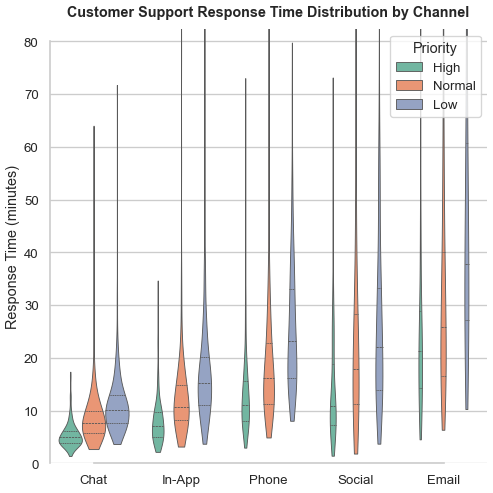 Customer Support Response Time Distribution by Channel
Response Time (minutes)
80
70
60
50
40
30
20
10
0
Priority
High
Normal
Low
Chat
In-App
Phone
Social
Email